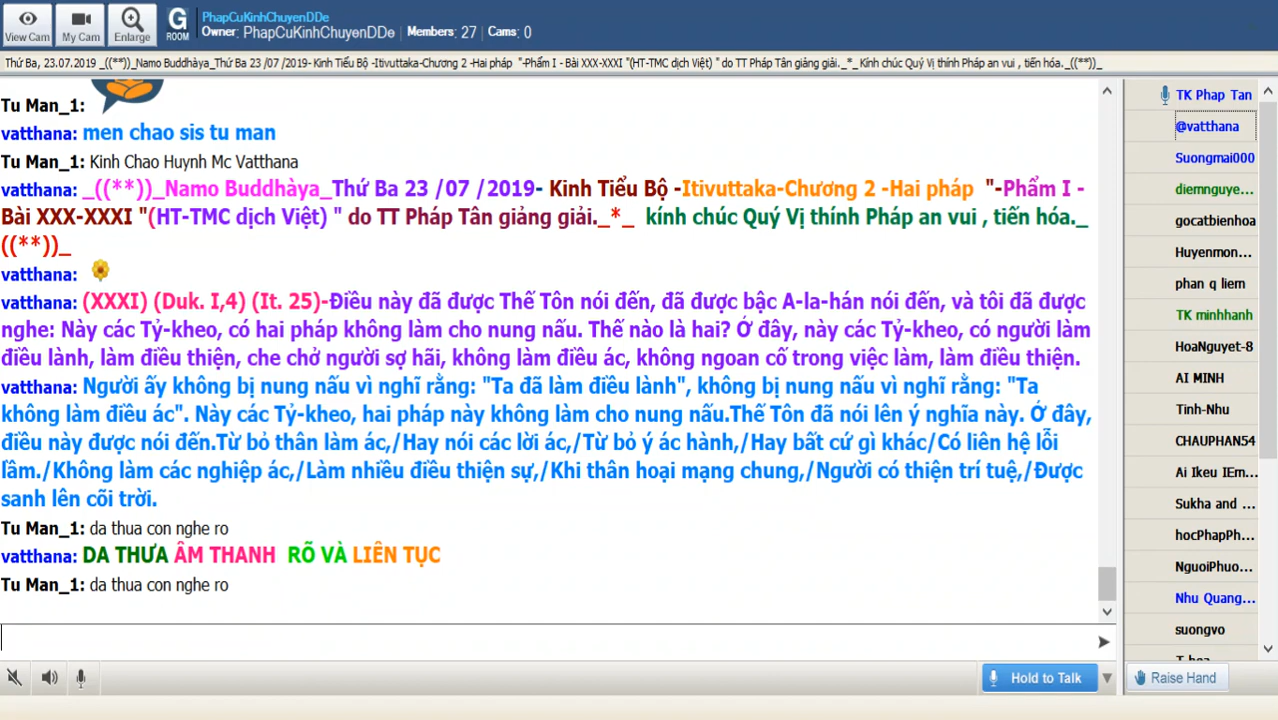 View Cam
My Cam
Enlarge
G
ROOM
PhapCuKinhChuyenDDe
Owner: PhapCuKinhChuyenDDe Members: 27 Cams: 0
Thứ Ba, 23.07.2019 _((**))_Namo Buddhàya_Thứ Ba 23 /07 /2019- Kinh Tiểu Bộ -Itivuttaka-Chương 2 -Hai pháp "-Phẩm I - Bài XXX-XXXI "(HT-TMC dịch Việt) " do TT Pháp Tân giảng giải._*_ Kính chúc Quý Vị thính Pháp an vui , tiến hóa._((**))_
Tu Man_1:
vatthana: men chao sis tu man
Tu Man_1: Kinh Chao Huynh Mc Vatthana
vatthana: _((**))_Namo Buddhàya_Thứ Ba 23 /07 /2019- Kinh Tiểu Bộ -Itivuttaka-Chương 2 -Hai pháp "-Phẩm I -
Bài XXX-XXXI "(HT-TMC dịch Việt) " do TT Pháp Tân giảng giải._*_ kính chúc Quý Vị thính Pháp an vui , tiến hóa._
((**))_
vatthana:
vatthana: (XXXI) (Duk. I,4) (It. 25)-Điều này đã được Thế Tôn nói đến, đã được bậc A-la-hán nói đến, và tôi đã được
nghe: Này các Tỷ-kheo, có hai pháp không làm cho nung nấu. Thế nào là hai? Ở đây, này các Tỷ-kheo, có người làm
điều lành, làm điều thiện, che chở người sợ hãi, không làm điều ác, không ngoan cố trong việc làm, làm điều thiện.
vatthana: Người ấy không bị nung nấu vì nghĩ rằng: "Ta đã làm điều lành", không bị nung nấu vì nghĩ rằng: "Ta
không làm điều ác". Này các Tỷ-kheo, hai pháp này không làm cho nung nấu.Thế Tôn đã nói lên ý nghĩa này. Ở đây,
điều này được nói đến.Từ bỏ thân làm ác,/Hay nói các lời ác,/Từ bỏ ý ác hành,/Hay bất cứ gì khác/Có liên hệ lỗi
lầm./Không làm các nghiệp ác,/Làm nhiều điều thiện sự,/Khi thân hoại mạng chung,/Người có thiện trí tuệ,/Được
sanh lên cõi trời.
Tu Man_1: da thua con nghe ro
vatthana: DA THƯA ÂM THANH RÕ VÀ LIÊN TỤC
Tu Man_1: da thua con nghe ro
Hold to Talk
TK Phap Tan
@vatthana
Suongmai000
diemnguye...
gocatbienhoa
Huyenmon...
phan q liem
TK minhhanh
HoaNguyet-8
AI MINH
Tinh-Nhu
CHAUPHAN54
Ai Ikeu IEm...
Sukha and ...
hocPhapPh...
NguoiPhuo...
Nhu Quang...
suongvo
Raise Hand